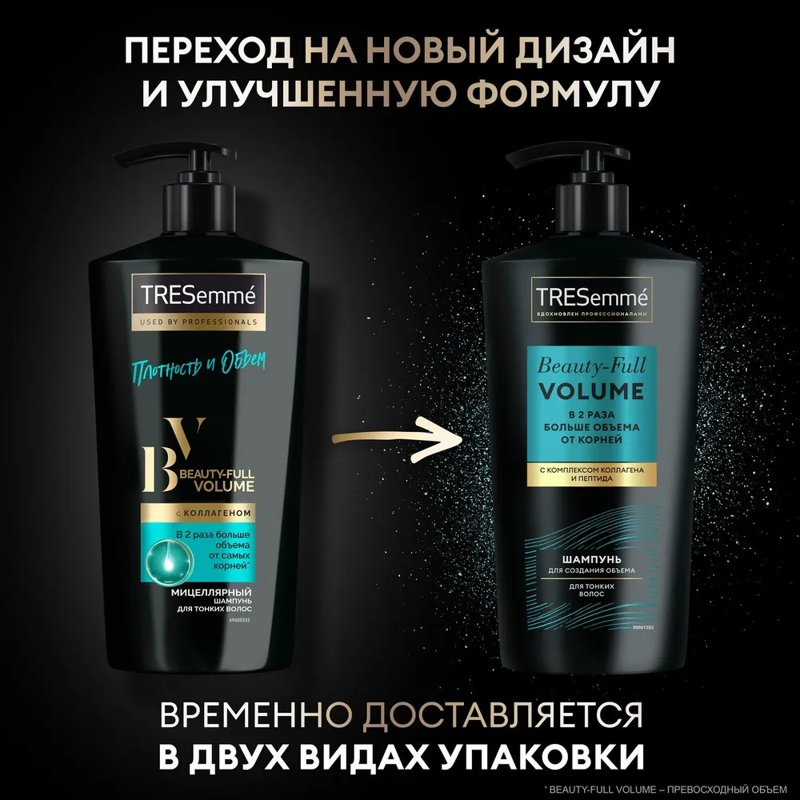 ПЕРЕХОД НА НОВЫЙ ДИЗАЙН
И УЛУЧШЕННУЮ ФОРМУЛУ
TRESemmé
USED BY PROFESSIONALS
Плотность и Объем
BV
BEAUTY-FULL
VOLUME
с КОЛЛАГЕНОМ
В 2 раза больше
объема
от самых
корней*
МИЦЕЛЛЯРНЫЙ
ШАМПУНЬ
ДЛЯ ТОНКИХ ВОЛОС
69605332
TRESemmé
ВДОХНОВЛЕН ПРОФЕССИОНАЛАМИ
Beauty-Full
VOLUME
В 2 РАЗА
БОЛЬШЕ ОБЪЕМА
ОТ КОРНЕЙ
С КОМПЛЕКСОМ КОЛЛАГЕНА
И ПЕПТИДА
ШАМПУНЬ
ДЛЯ СОЗДАНИЯ ОБЪЕМА
ДЛЯ ТОНКИХ
ВОЛОС
90001393
ВРЕМЕННО ДОСТАВЛЯЕТСЯ
В ДВУХ ВИДАХ УПАКОВКИ
* BEAUTY-FULL VOLUME – ПРЕВОСХОДНЫЙ ОБЪЕМ